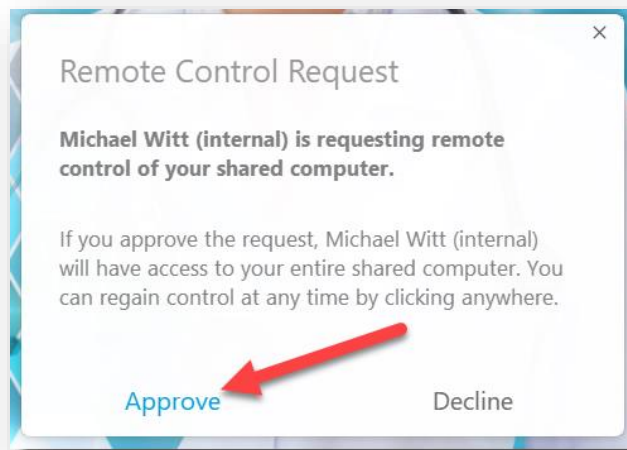 Remote Control Request
Michael Witt (internal) is requesting remote
control of your shared computer.
If you approve the request, Michael Witt (internal)
will have access to your entire shared computer. You
can regain control at any time by clicking anywhere.
Approve Decline